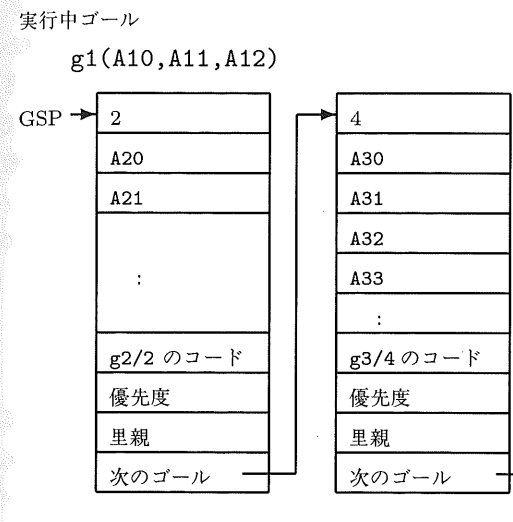 実行中ゴール
g1(A10,A11,A12)
GSP
2
A20
A21
:
g2/2 のコード
優先度
里親
次のゴール
4
A30
A31
A32
A33
:
g3/4 のコード
優先度
里親
次のゴール